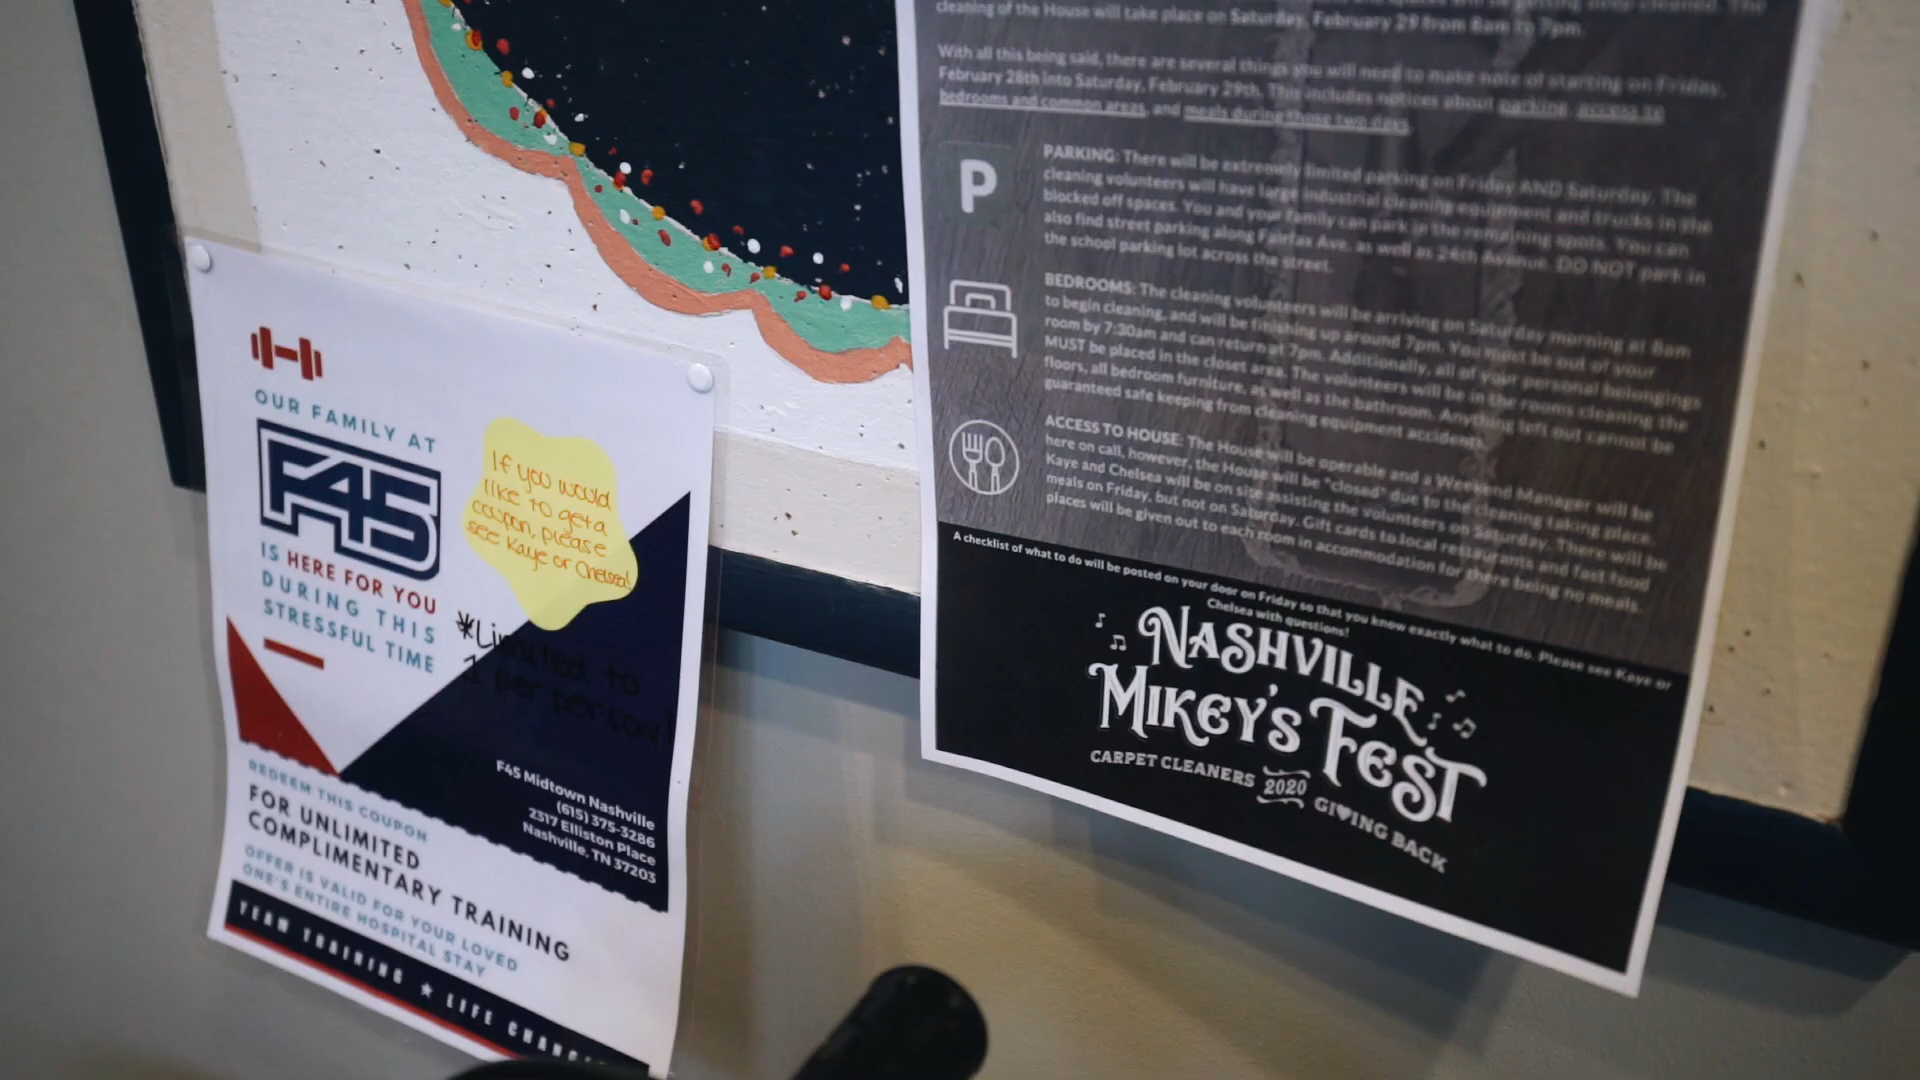 OUR FAMILY AT
F45
IS HERE FOR YOU
DURING THIS
STRESSFUL TIME
If you would
like to get a
coupon, please
see Kaye or Chelsea!
*Limited to
1 per person!
F45 Midtown Nashville
(615) 375-3286
2317 Elliston Place
Nashville, TN 37203
REDEEM THIS COUPON
FOR UNLIMITED
COMPLIMENTARY TRAINING
OFFER IS VALID FOR YOUR LOVED
ONE'S ENTIRE HOSPITAL STAY
TEAM TRAINING ★ LIFE
cleaning of the House will take place on Saturday, February 29 from 8am to 7pm.
With all this being said, there are several things you will need to make note of starting on Friday,
February 28th into Saturday, February 29th. This includes notices about parking, access to
bedrooms and common areas, and meals during those two days.
P
PARKING: There will be extremely limited parking on Friday AND Saturday. The
cleaning volunteers will have large industrial cleaning equipment and trucks in the
blocked off spaces. You and your family can park in the remaining spots. You can
also find street parking along Fairfax Ave. as well as 24th Avenue. DO NOT park in
the school parking lot across the street.
BEDROOMS: The cleaning volunteers will be arriving on Saturday morning at 8am
to begin cleaning, and will be finishing up around 7pm. You must be out of your
room by 7:30am and can return at 7pm. Additionally, all of your personal belongings
MUST be placed in the closet area. The volunteers will be in the rooms cleaning the
floors, all bedroom furniture, as well as the bathroom. Anything left out cannot be
guaranteed safe keeping from cleaning equipment accidents.
ACCESS TO HOUSE: The House will be operable and a Weekend Manager will be
here on call, however, the House will be "closed" due to the cleaning taking place.
Kaye and Chelsea will be on site assisting the volunteers on Saturday. There will be
meals on Friday, but not on Saturday. Gift cards to local restaurants and fast food
places will be given out to each room in accommodation for there being no meals.
A checklist of what to do will be posted on your door on Friday so that you know exactly what to do. Please see Kaye or
Chelsea with questions!
NASHVILLE
MIKEY'S FEST
CARPET CLEANERS 2020 GIVING BACK